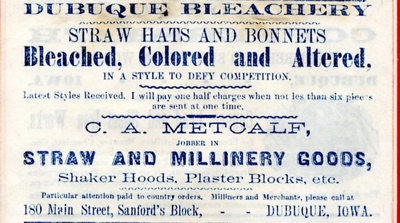 DUBUQUE BLEACHERY
STRAW HATS AND BONNETS
Bleached, Colored and Altered,
IN A STYLE TO DEFY COMPETITION.
Latest Styles Received. I will pay one half charges when not les than six pieces
are sent at one time.
C. A. METCALF,
JOBBER IN
STRAW AND MILLINERY GOODS,
Shaker Hoods, Plaster Blocks, etc.
Particular attention paid to country orders. Milliners and Merchants, please call at
180 Main Street, Sanford's Block, - - DUBUQUE, IOWA.